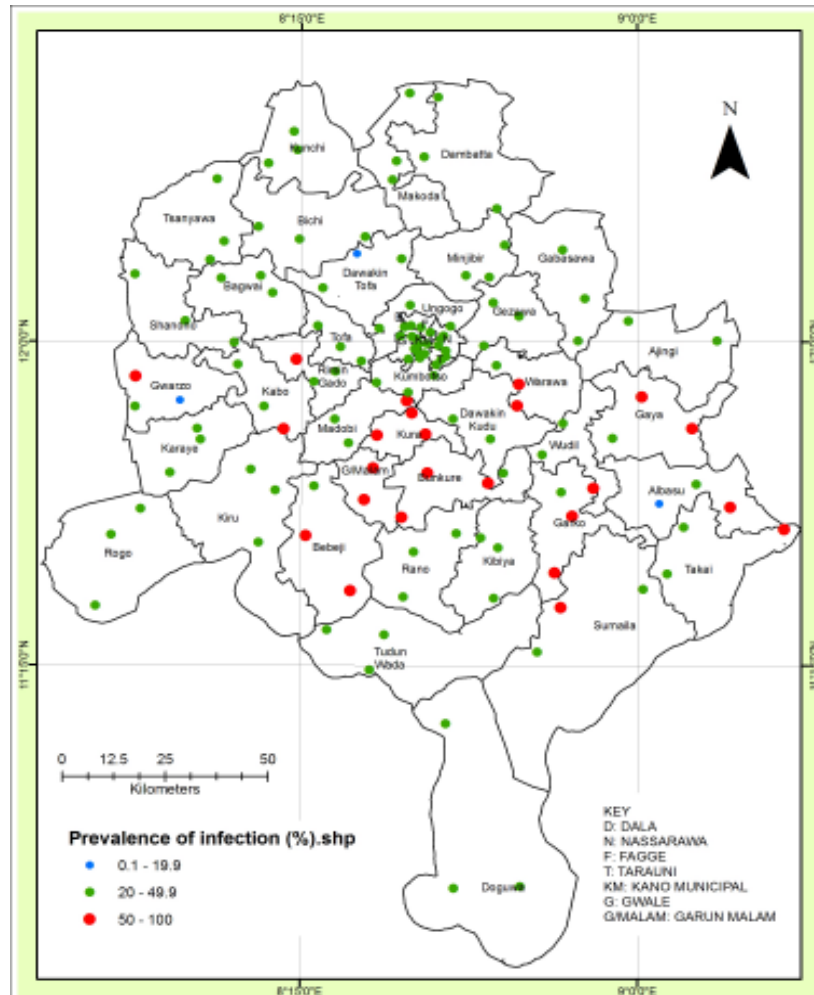 8°15'0"E 9°0'0"E
N
Kunchi
Dambatta
Makoda
Tsanyawa
Bichi
Minjibir
Gabasawa
Dawakin
Tofa
Bagwai
Ungogo
Gezawa
Shanono
12°0'0"N
Tofa
Ajingi
Rimin
Gado
Kumbotso
Warawa
Gwarzo
Kabo
Gaya
Madobi
Dawakin
Kudu
Kura
Karaye
Wudil
G/Malam
Bunkure
Albasu
Kiru
Garko
Rogo
Bebeji
Rano
Kibiya
Takai
Sumaila
Tudun
Wada
11°15'0"N
0 12.5 25 50
Kilometers
Prevalence of infection (%).shp
0.1 - 19.9
20 - 49.9
50 - 100
Doguwa
KEY
D: DALA
N: NASSARAWA
F: FAGGE
T: TARAUNI
KM: KANO MUNICIPAL
G: GWALE
G/MALAM: GARUN MALAM
8°15'0"E 9°0'0"E